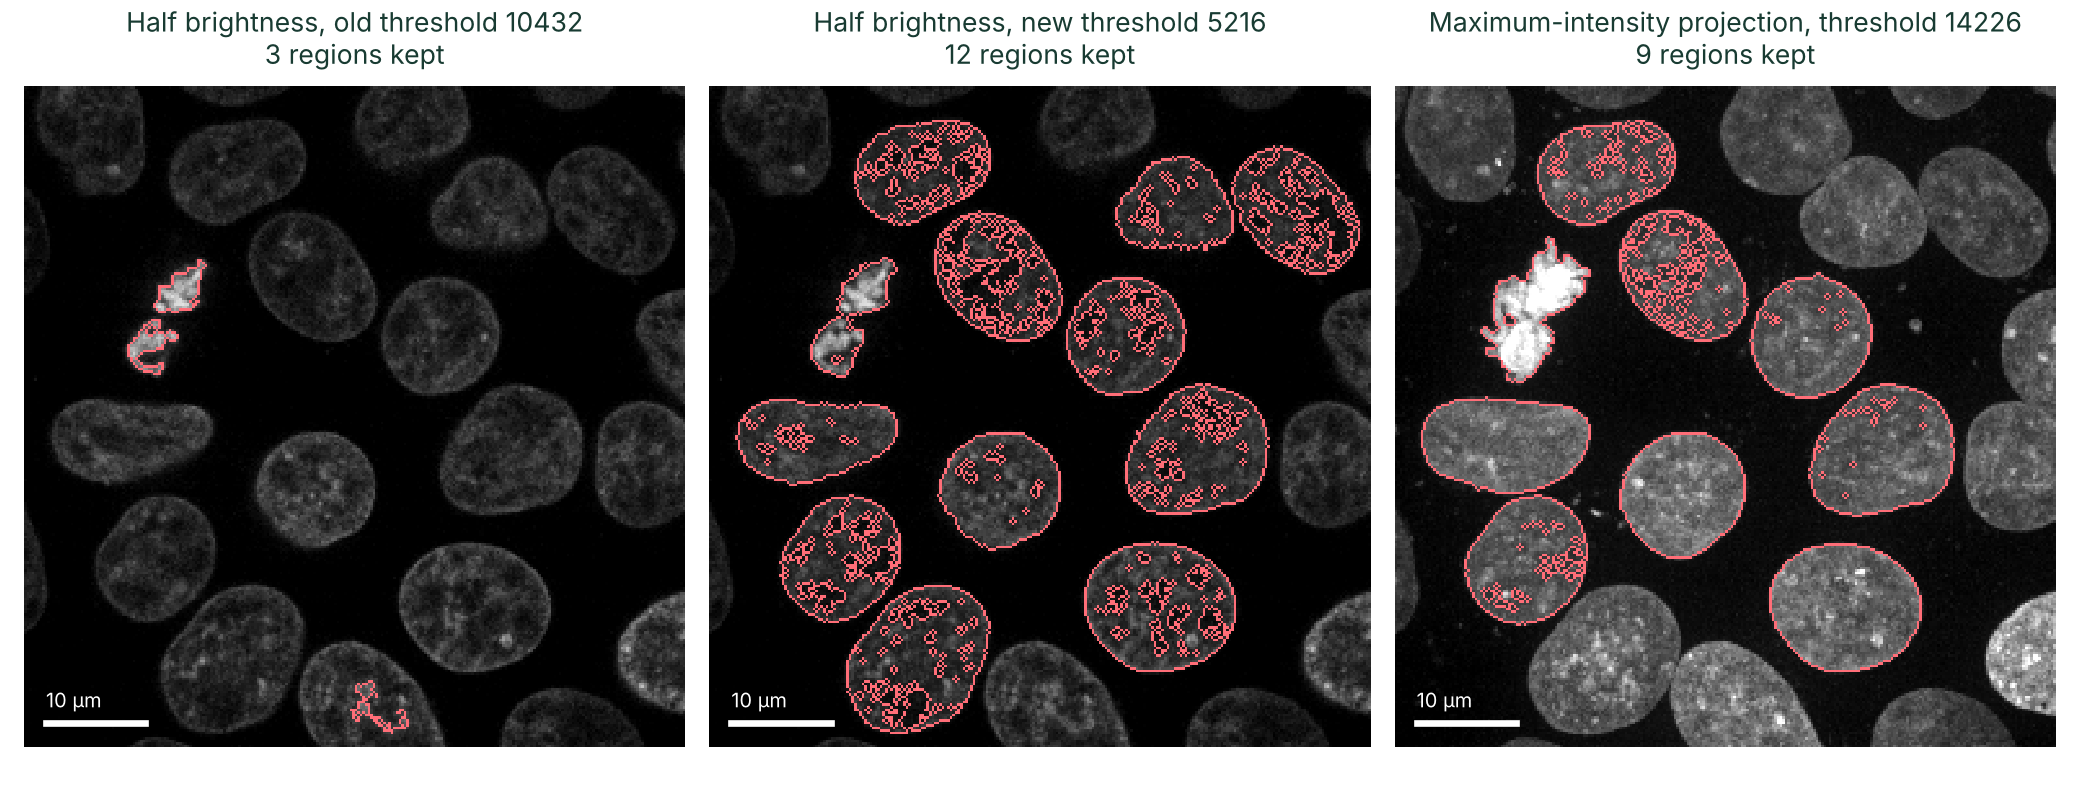 Half brightness, old threshold 10432
3 regions kept
Half brightness, new threshold 5216
12 regions kept
Maximum-intensity projection, threshold 14226
9 regions kept
10 µm
10 µm
10 µm